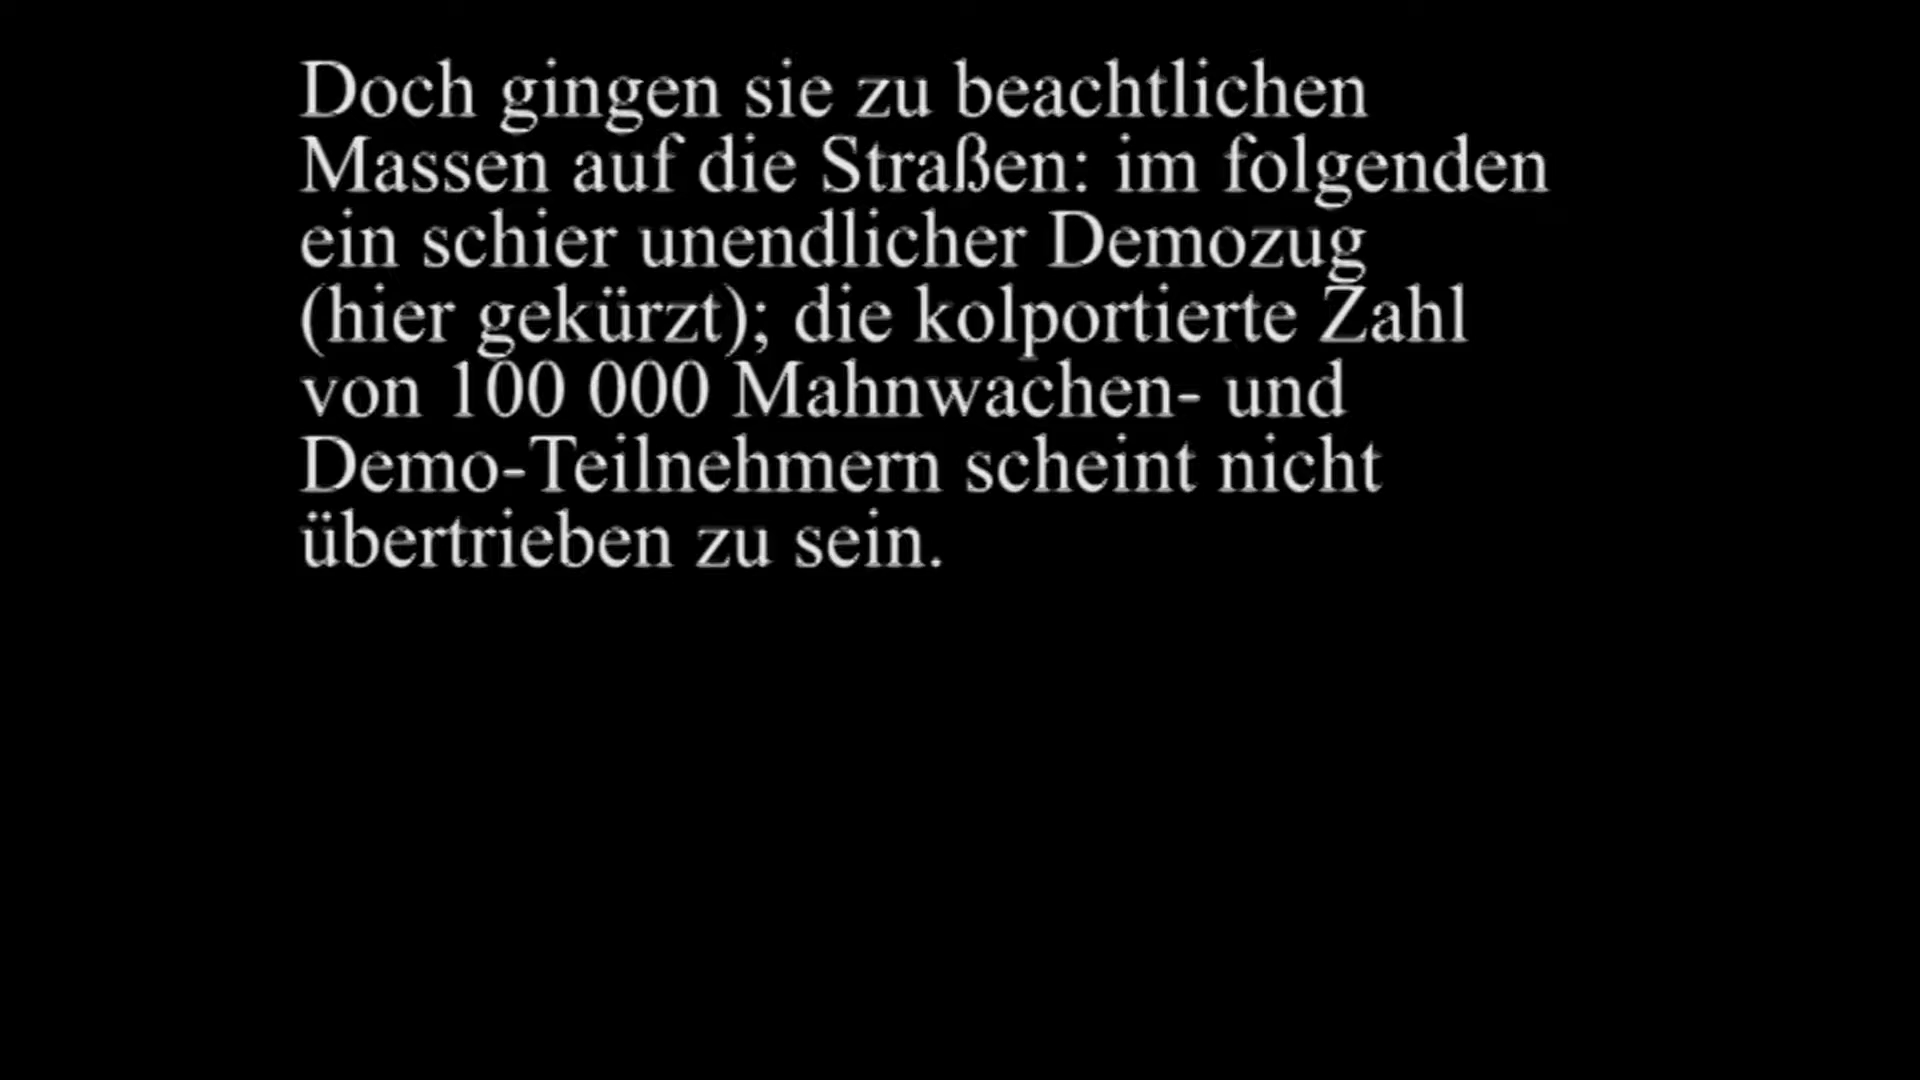 Doch gingen sie zu beachtlichen
Massen auf die Straßen: im folgenden
ein schier unendlicher Demozug
(hier gekürzt); die kolportierte Zahl
von 100 000 Mahnwachen- und
Demo-Teilnehmern scheint nicht
übertrieben zu sein.